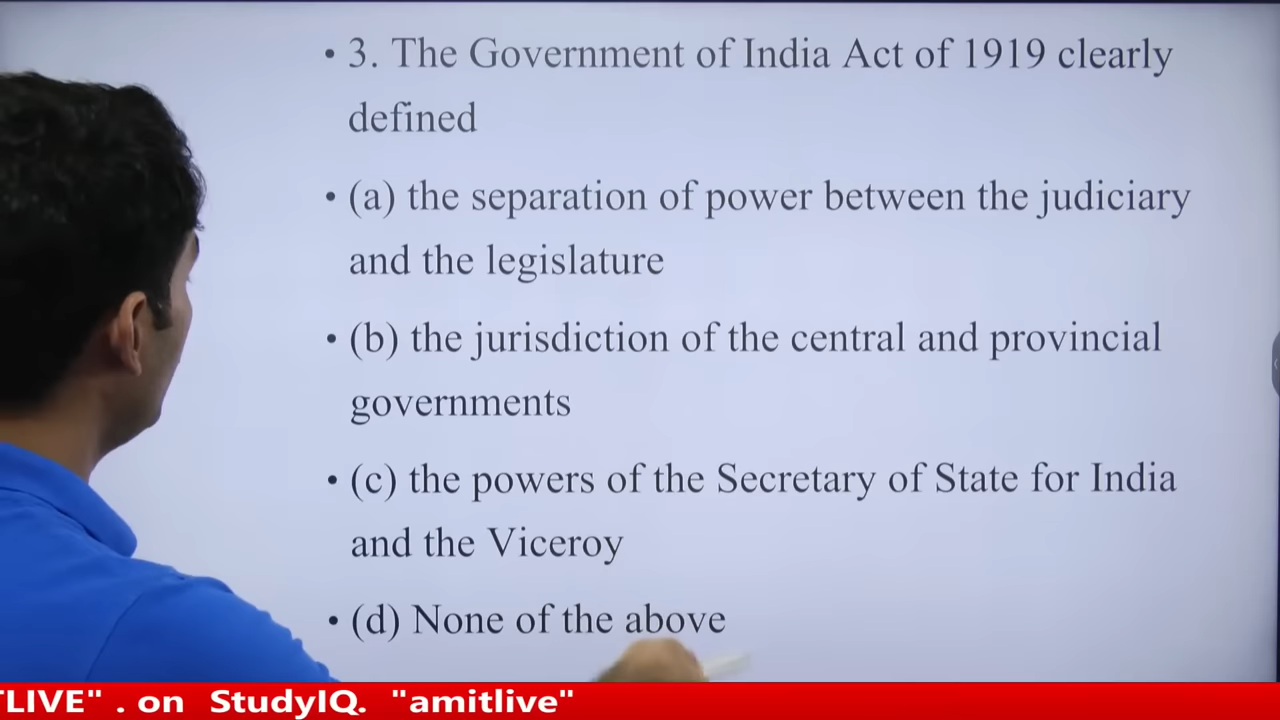 • 3. The Government of India Act of 1919 clearly
defined
• (a) the separation of power between the judiciary
and the legislature
• (b) the jurisdiction of the central and provincial
governments
• (c) the powers of the Secretary of State for India
and the Viceroy
• (d) None of the above
TLIVE" . on StudyIQ. "amitlive"